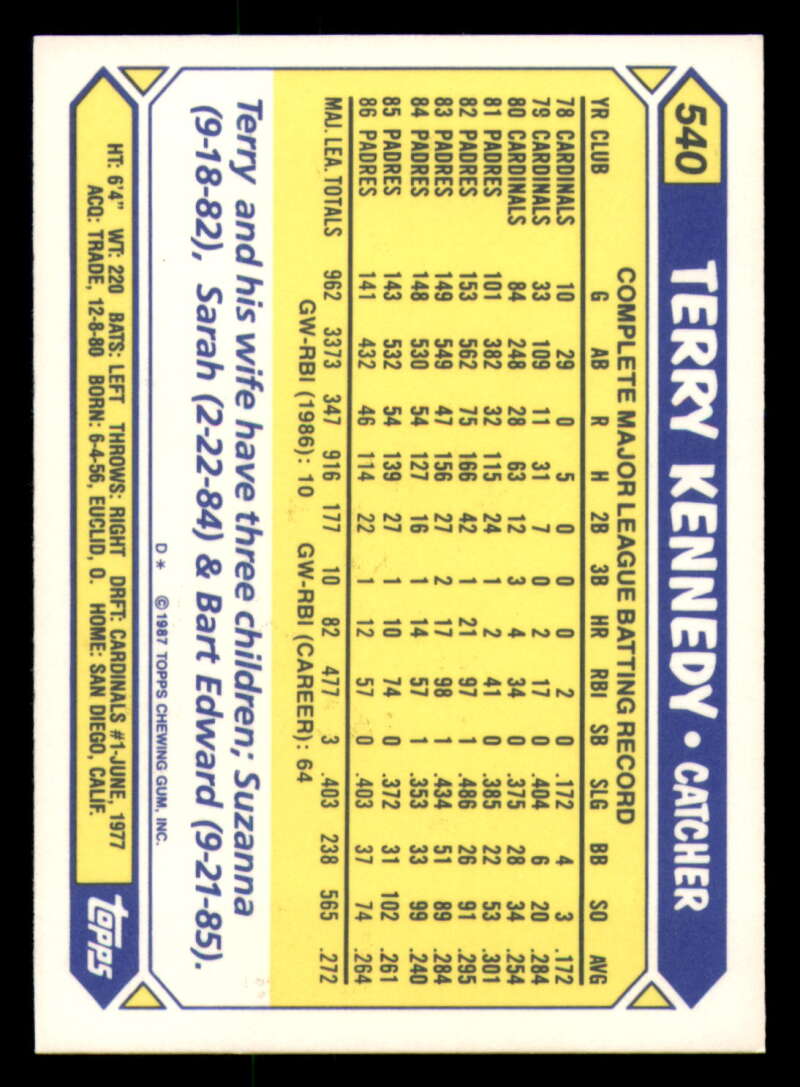 540 TERRY KENNEDY • CATCHER
COMPLETE MAJOR LEAGUE BATTING RECORD
YR CLUB G AB R H 2B 3B HR RBI SB SLG BB SO AVG
78 CARDINALS 10 29 0 5 0 0 0 2 0 .172 4 3 .172
79 CARDINALS 33 109 11 31 7 0 2 17 0 .404 6 20 .284
80 CARDINALS 84 248 28 63 12 3 4 34 0 .375 28 34 .254
81 PADRES 101 382 32 115 24 1 2 41 0 .385 22 53 .301
82 PADRES 153 562 75 166 42 1 21 97 1 .486 26 91 .295
83 PADRES 149 549 47 156 27 2 17 98 1 .434 51 89 .284
84 PADRES 148 530 54 127 16 1 14 57 1 .353 33 99 .240
85 PADRES 143 532 54 139 27 1 10 74 0 .372 31 102 .261
86 PADRES 141 432 46 114 22 1 12 57 0 .403 37 74 .264
MAJ. LEA. TOTALS 962 3373 347 916 177 10 82 477 3 .403 238 565 .272
GW-RBI (1986): 10 GW-RBI (CAREER): 64
Terry and his wife have three children; Suzanna
(9-18-82), Sarah (2-22-84) & Bart Edward (9-21-85).
D* ©1987 TOPPS CHEWING GUM, INC.
HT: 6'4" WT: 220 BATS: LEFT THROWS: RIGHT DRFT: CARDINALS #1-JUNE, 1977
ACQ: TRADE, 12-8-80 BORN: 6-4-56, EUCLID, O. HOME: SAN DIEGO, CALIF.
topps